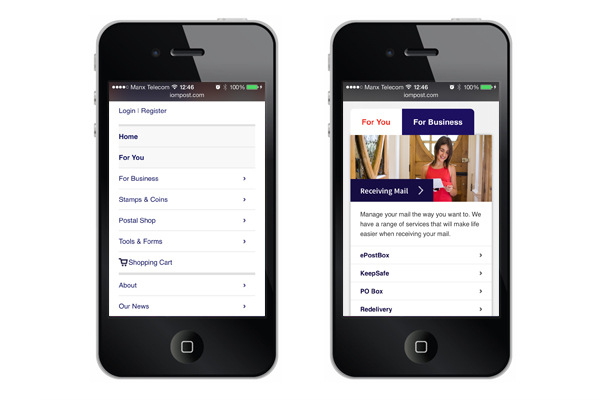 Manx Telecom 12:46 100%
iompost.com
Login | Register
Home
For You
For Business
Stamps & Coins
Postal Shop
Tools & Forms
Shopping Cart
About
Our News
Manx Telecom 12:46 100%
iompost.com
For You For Business
Receiving Mail
Manage your mail the way you want to. We
have a range of services that will make life
easier when receiving your mail.
ePostBox
KeepSafe
PO Box
Redelivery